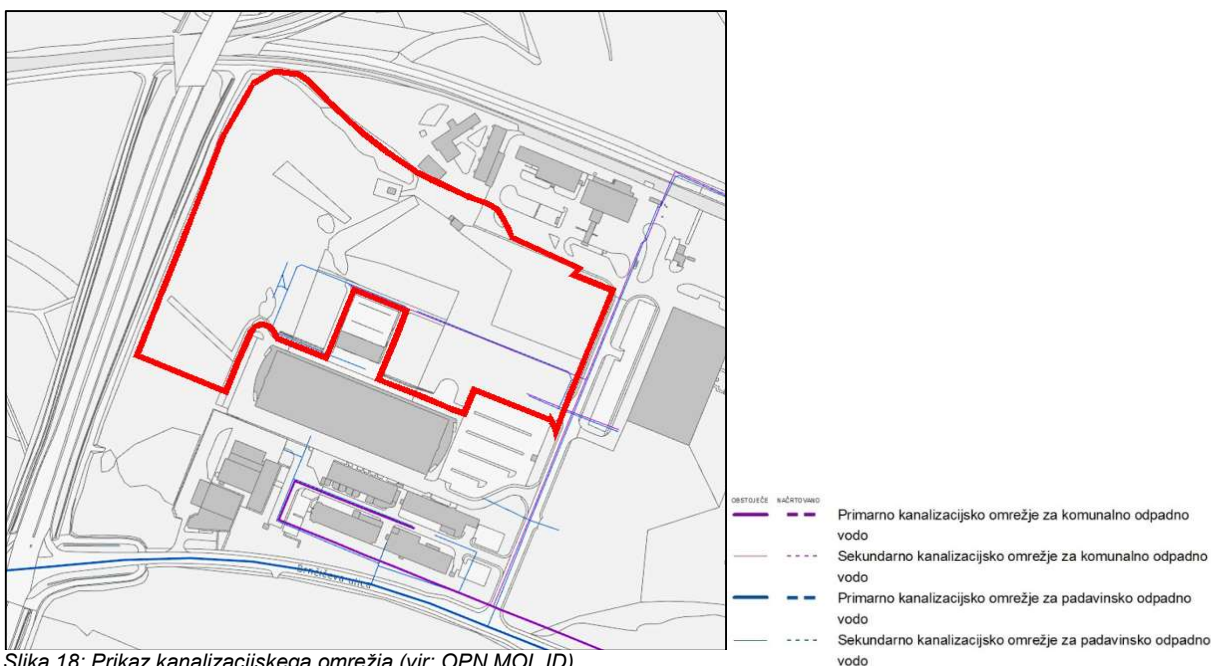 Brnčičeva ulica
OBSTOJEČE NAČRTOVANO
Primarno kanalizacijsko omrežje za komunalno odpadno
vodo
Sekundarno kanalizacijsko omrežje za komunalno odpadno
vodo
Primarno kanalizacijsko omrežje za padavinsko odpadno
vodo
Sekundarno kanalizacijsko omrežje za padavinsko odpadno
vodo
Slika 18: Prikaz kanalizacijskega omrežja (vir: OPN MOL ID)